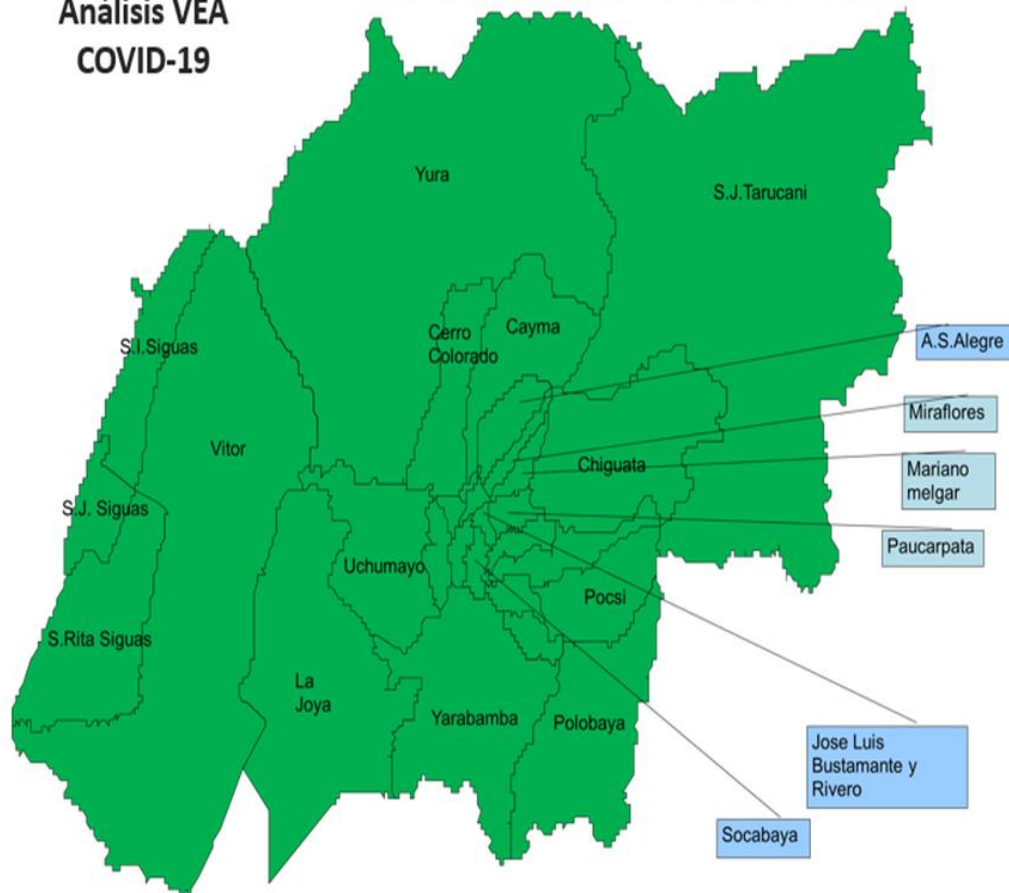 Análisis VEA
COVID-19
Yura
S.J.Tarucani
Cerro
Colorado
Cayma
A.S.Alegre
S.I.Siguas
Miraflores
Vitor
Chiguata
Mariano
melgar
S.J. Siguas
Paucarpata
Uchumayo
Pocsi
S.Rita Siguas
La
Joya
Yarabamba
Polobaya
Jose Luis
Bustamante y
Rivero
Socabaya